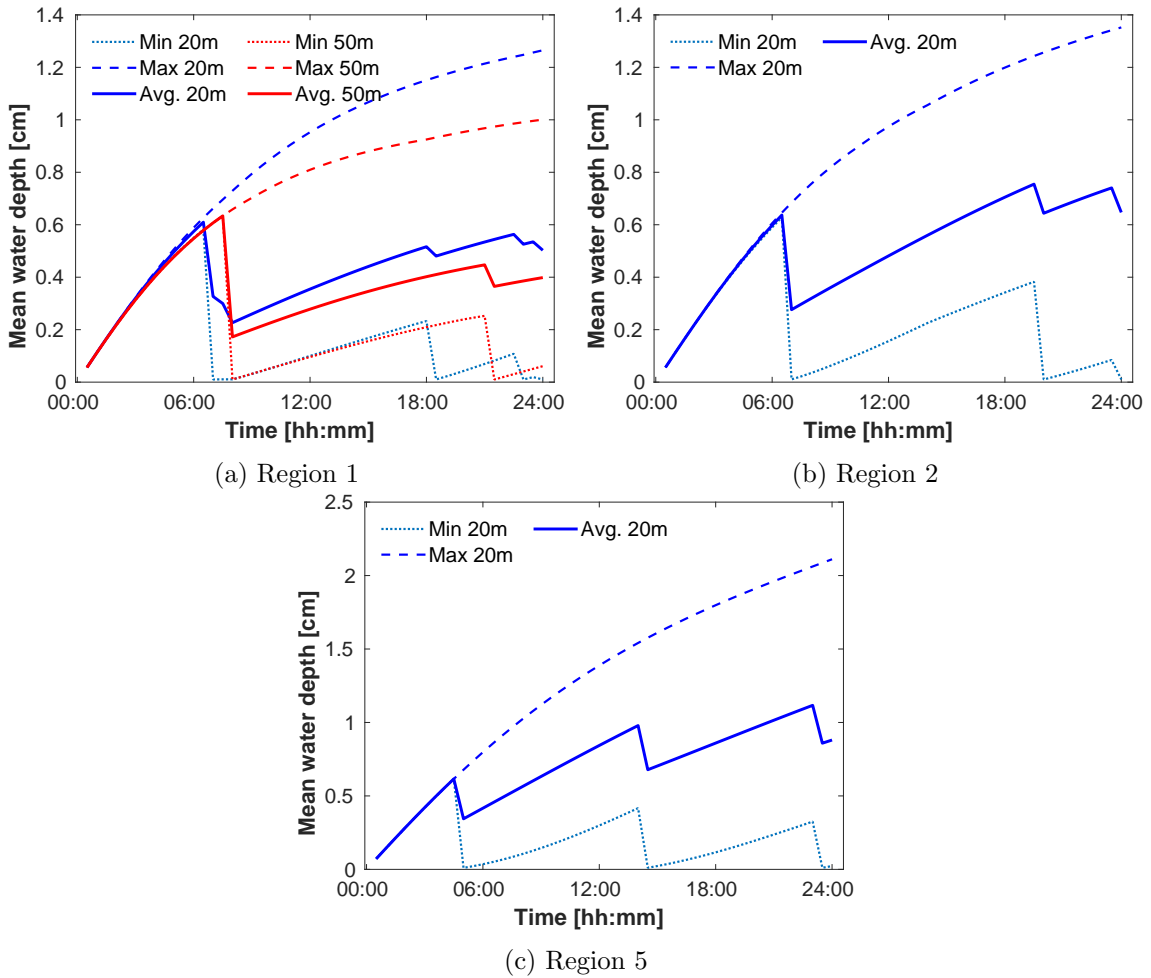 1.4
1.2
1
0.8
0.6
0.4
0.2
0
Mean water depth [cm]
Min 20m Min 50m
Max 20m Max 50m
Avg. 20m Avg. 50m
00:00 06:00 12:00 18:00 24:00
Time [hh:mm]
(a) Region 1
1.4
1.2
1
0.8
0.6
0.4
0.2
0
Mean water depth [cm]
Min 20m Avg. 20m
Max 20m
00:00 06:00 12:00 18:00 24:00
Time [hh:mm]
(b) Region 2
2.5
2
1.5
1
0.5
0
Mean water depth [cm]
Min 20m Avg. 20m
Max 20m
00:00 06:00 12:00 18:00 24:00
Time [hh:mm]
(c) Region 5